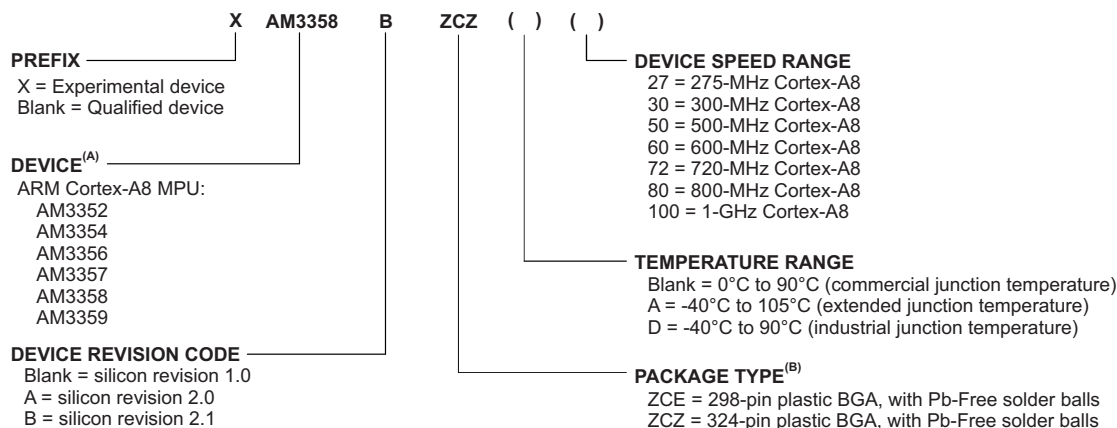 X AM3358 B ZCZ ( ) ( )
PREFIX
X = Experimental device
Blank = Qualified device
DEVICE(A)
ARM Cortex-A8 MPU:
AM3352
AM3354
AM3356
AM3357
AM3358
AM3359
DEVICE REVISION CODE
Blank = silicon revision 1.0
A = silicon revision 2.0
B = silicon revision 2.1
DEVICE SPEED RANGE
27 = 275-MHz Cortex-A8
30 = 300-MHz Cortex-A8
50 = 500-MHz Cortex-A8
60 = 600-MHz Cortex-A8
72 = 720-MHz Cortex-A8
80 = 800-MHz Cortex-A8
100 = 1-GHz Cortex-A8
TEMPERATURE RANGE
Blank = 0°C to 90°C (commercial junction temperature)
A = -40°C to 105°C (extended junction temperature)
D = -40°C to 90°C (industrial junction temperature)
PACKAGE TYPE(B)
ZCE = 298-pin plastic BGA, with Pb-Free solder balls
ZCZ = 324-pin plastic BGA, with Pb-Free solder balls